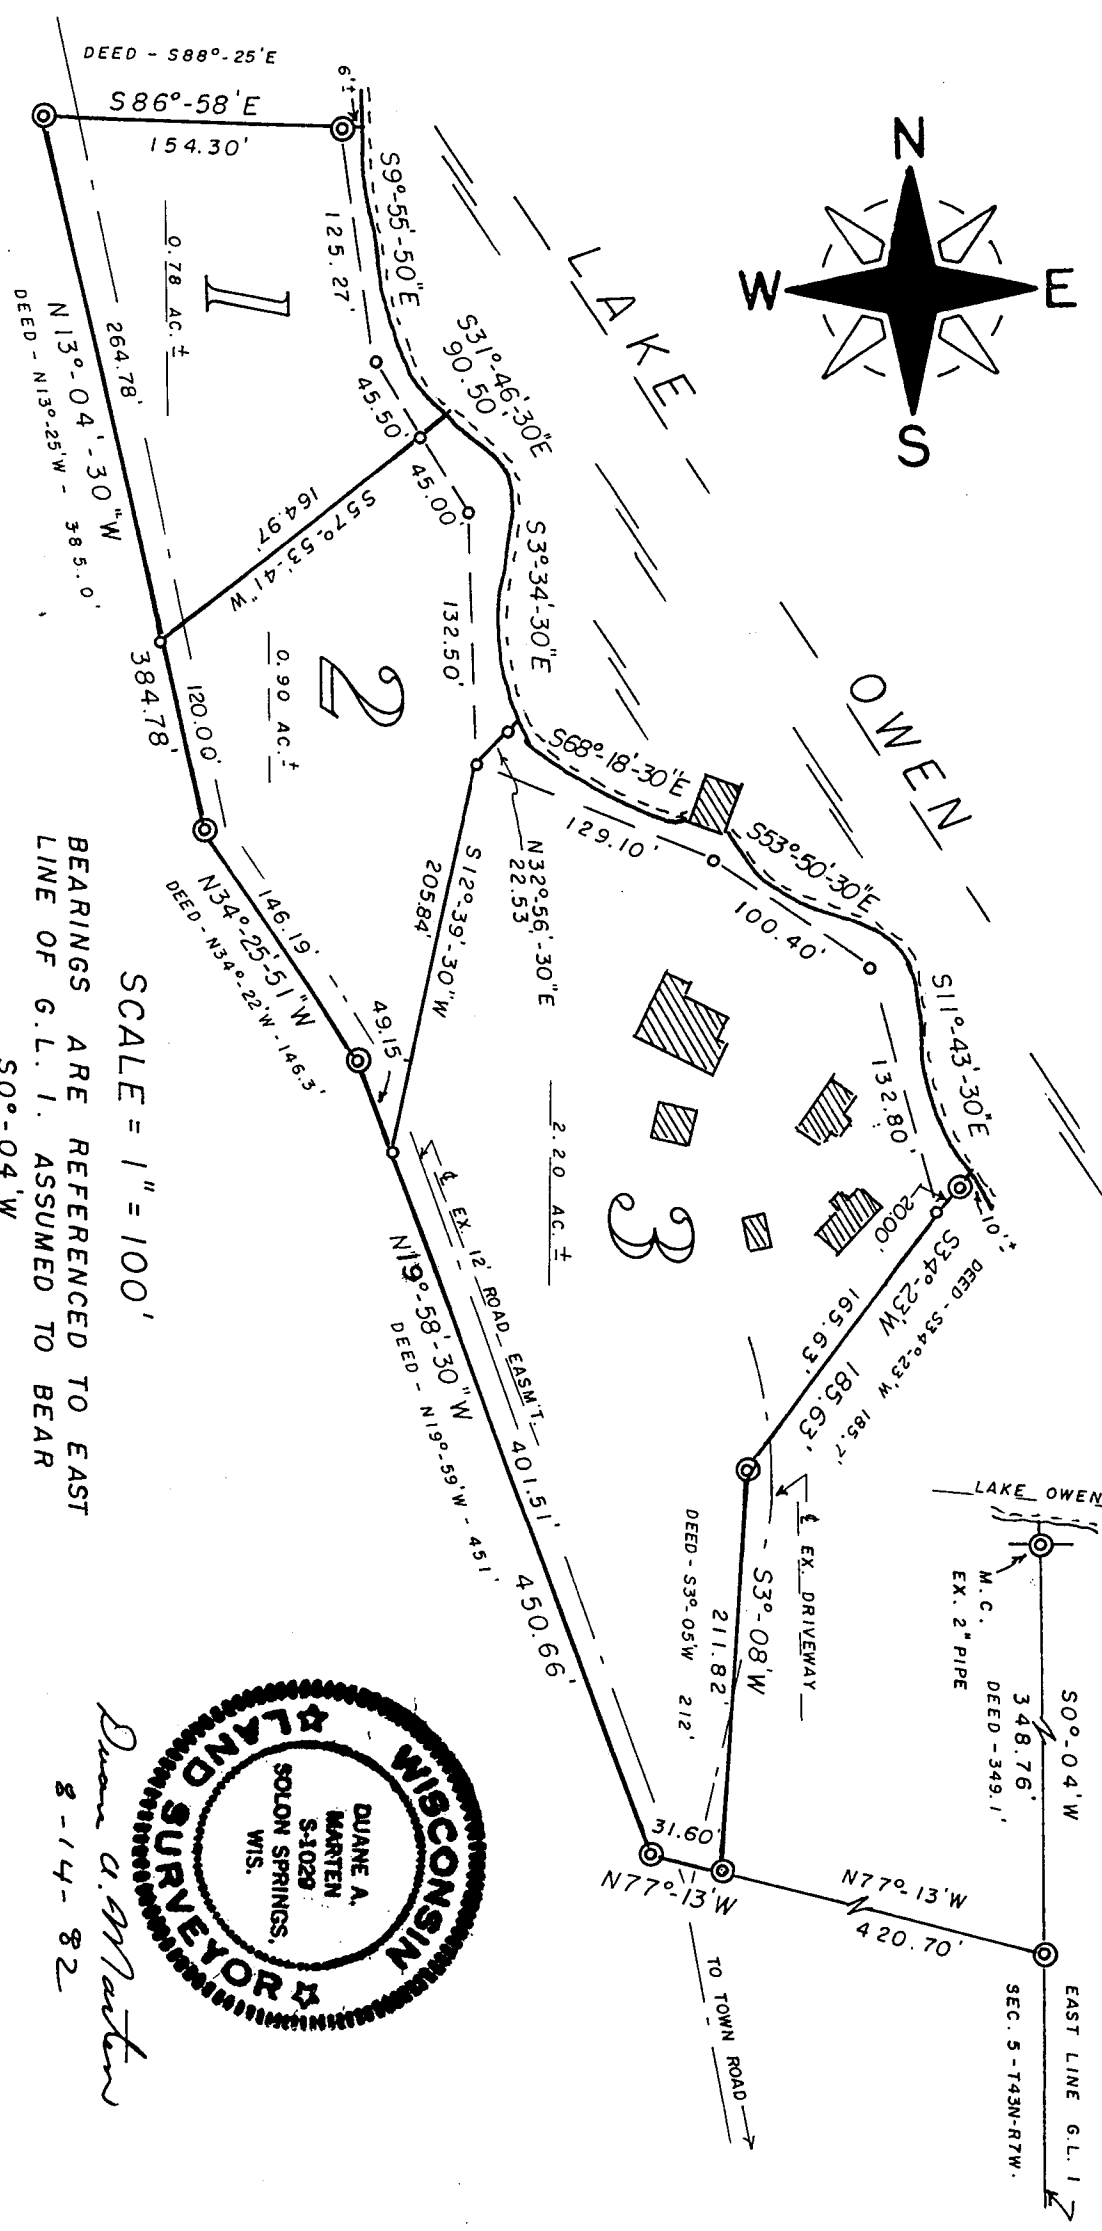 N
W
E
S
LAKE
OWEN
DEED - S88°-25'E
S86°-58'E
154.30'
6'±
S9°-55'-50"E
125.27'
S31°-46'-30"E
90.50'
45.50'
45.00'
S3°-34'-30"E
132.50'
S68°-18'-30"E
129.10'
S53°-50'-30"E
100.40'
S11°-43'-30"E
132.80'
20.00'
10'±
1
0.78 AC.±
264.78'
N13°-04'-30"W
DEED - N13°-25'W - 385.0'
S57°-53'-41"W
164.97'
2
0.90 AC.±
120.00'
384.78'
N32°-56'-30"E
22.53'
S12°-39'-30"W
205.84'
146.19'
N34°-25'-51"W
DEED - N34°-22'W - 146.3'
49.15'
3
2.20 AC.±
℄ EX. 12' ROAD EASM'T.
401.51'
N19°-58'-30"W
450.66'
DEED - N19°-59'W - 451'
DEED - S34°-23'W 185.7'
S34°-23'W 185.63'
165.63'
℄ EX. DRIVEWAY
S3°-08'W
211.82'
DEED - S3°-05'W 212'
31.60'
N77°-13'W
N77°-13'W
420.70'
TO TOWN ROAD
LAKE OWEN
M.C.
EX. 2" PIPE
S0°-04'W
348.76'
DEED - 349.1'
EAST LINE G.L. 1
SEC. 5 - T43N-R7W.
SCALE = 1" = 100'
BEARINGS ARE REFERENCED TO EAST
LINE OF G.L. 1. ASSUMED TO BEAR
S0°-04'W
WISCONSIN
LAND SURVEYOR
DUANE A.
MARTEN
S-1029
SOLON SPRINGS,
WIS.
Duane A. Marten
8-14-82